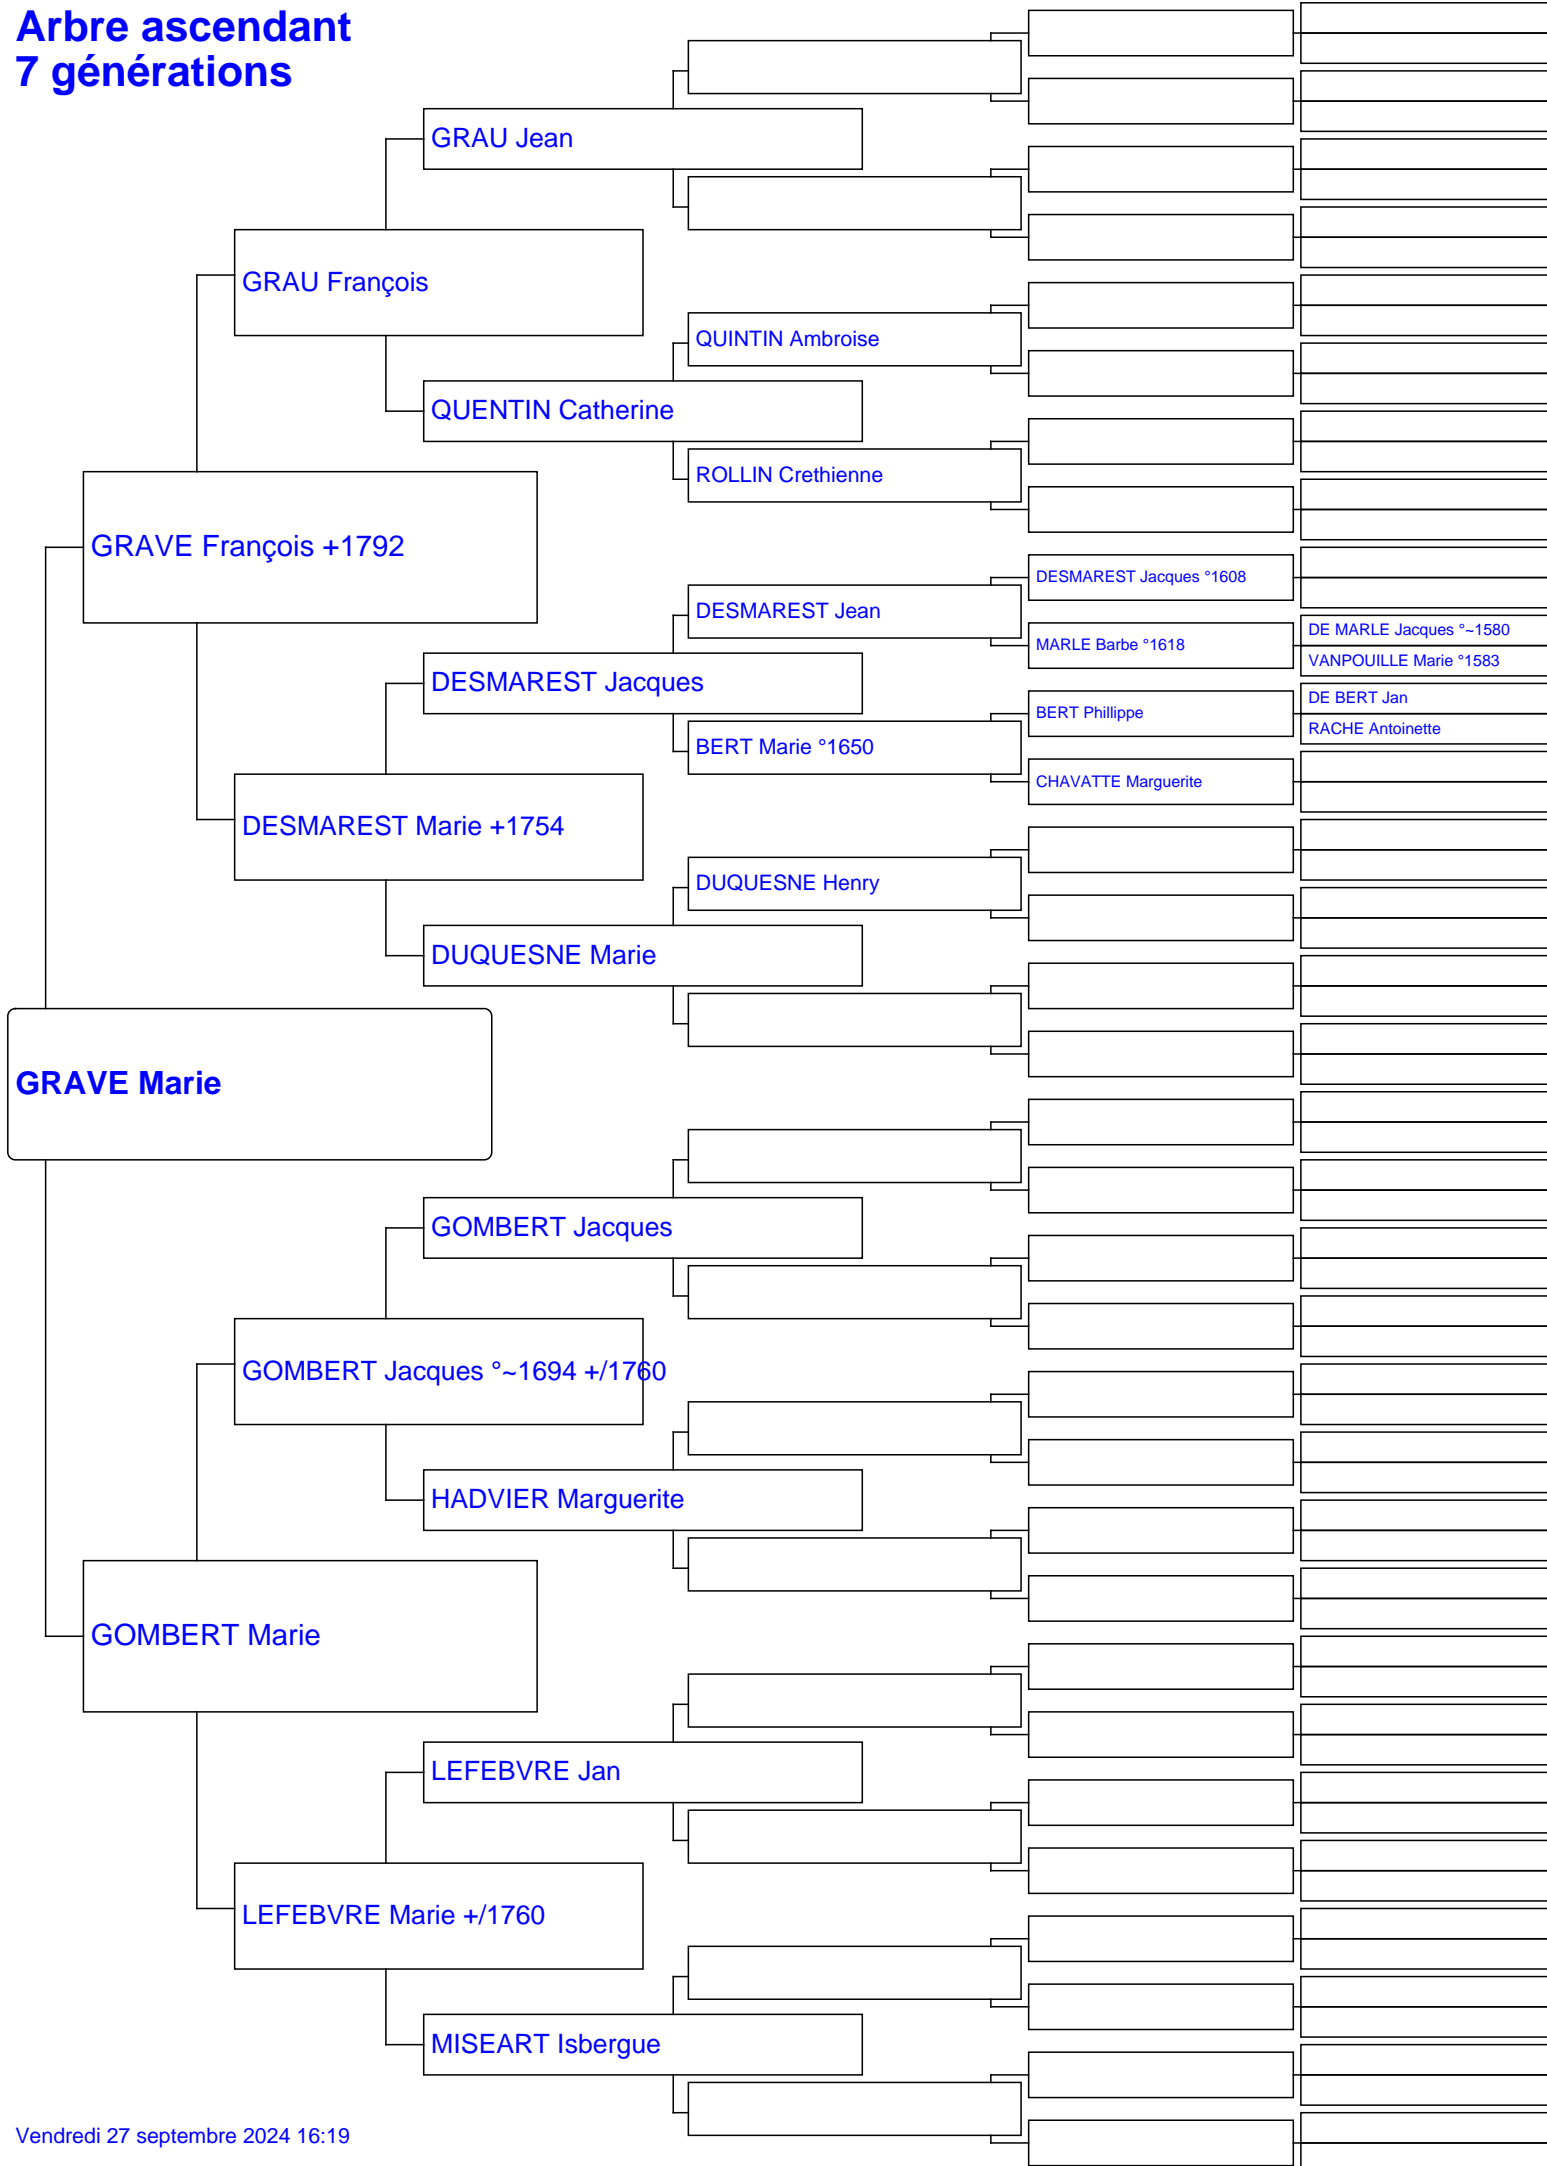 Arbre ascendant
7 générations
GRAU Jean
GRAU François
QUINTIN Ambroise
QUENTIN Catherine
ROLLIN Crethienne
GRAVE François +1792
DESMAREST Jacques °1608
DESMAREST Jean
DE MARLE Jacques °~1580
MARLE Barbe °1618
VANPOUILLE Marie °1583
DESMAREST Jacques
DE BERT Jan
BERT Phillippe
RACHE Antoinette
BERT Marie °1650
CHAVATTE Marguerite
DESMAREST Marie +1754
DUQUESNE Henry
DUQUESNE Marie
GRAVE Marie
GOMBERT Jacques
GOMBERT Jacques °~1694 +/1760
HADVIER Marguerite
GOMBERT Marie
LEFEBVRE Jan
LEFEBVRE Marie +/1760
MISEART Isbergue
Vendredi 27 septembre 2024 16:19